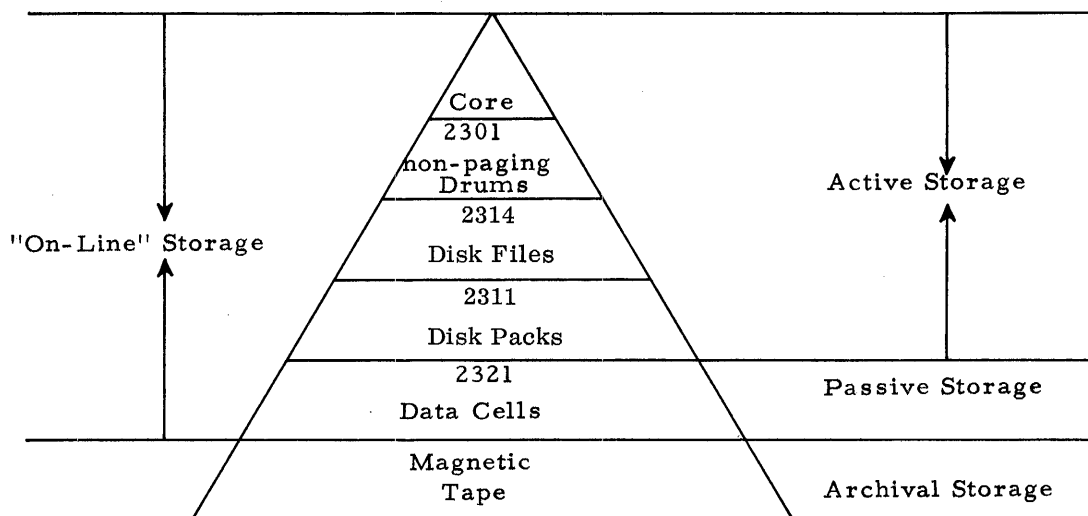 Core
2301
non-paging
Drums
2314
Disk Files
2311
Disk Packs
2321
Data Cells
Magnetic
Tape
"On-Line" Storage
Active Storage
Passive Storage
Archival Storage